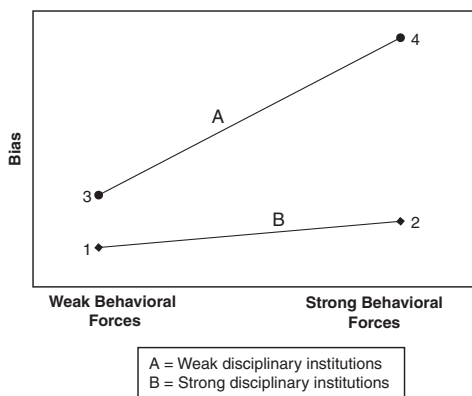 4
A
Bias
3
B
2
1
Weak Behavioral
Forces
Strong Behavioral
Forces
A = Weak disciplinary institutions
B = Strong disciplinary institutions